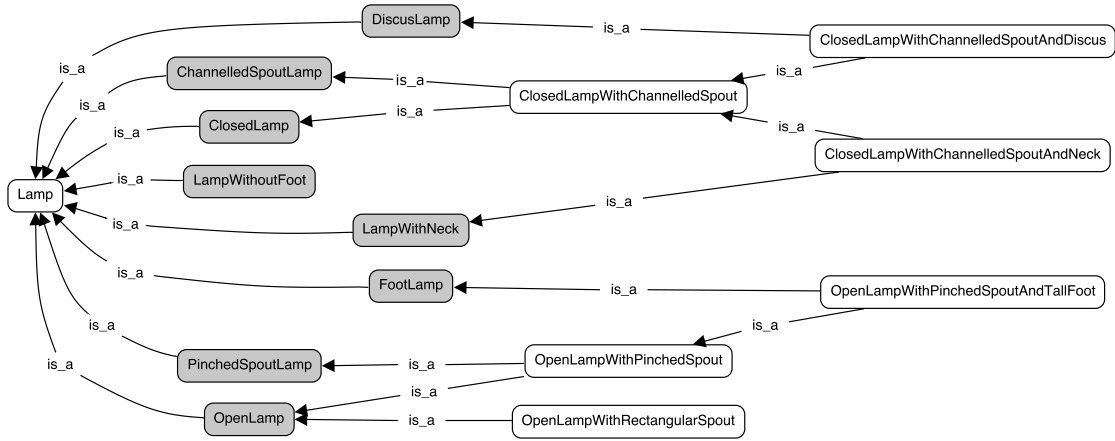 DiscusLamp
is_a
ClosedLampWithChannelledSpoutAndDiscus
is_a
ChannelledSpoutLamp
is_a
is_a
is_a
ClosedLampWithChannelledSpout
is_a
ClosedLamp
is_a
is_a
is_a
ClosedLampWithChannelledSpoutAndNeck
Lamp
is_a
LampWithoutFoot
is_a
is_a
LampWithNeck
is_a
FootLamp
is_a
OpenLampWithPinchedSpoutAndTallFoot
is_a
is_a
PinchedSpoutLamp
is_a
OpenLampWithPinchedSpout
is_a
is_a
OpenLamp
is_a
OpenLampWithRectangularSpout